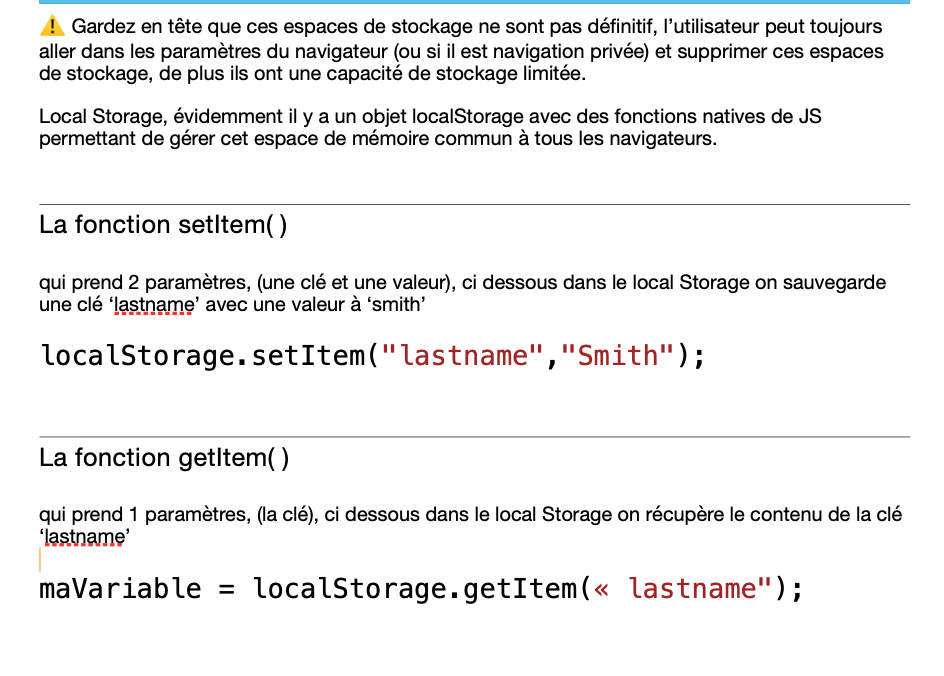 ⚠️ Gardez en tête que ces espaces de stockage ne sont pas définitif, l’utilisateur peut toujours
aller dans les paramètres du navigateur (ou si il est navigation privée) et supprimer ces espaces
de stockage, de plus ils ont une capacité de stockage limitée.
Local Storage, évidemment il y a un objet localStorage avec des fonctions natives de JS
permettant de gérer cet espace de mémoire commun à tous les navigateurs.
La fonction setItem( )
qui prend 2 paramètres, (une clé et une valeur), ci dessous dans le local Storage on sauvegarde
une clé ‘lastname’ avec une valeur à ‘smith’
localStorage.setItem("lastname","Smith");
La fonction getItem( )
qui prend 1 paramètres, (la clé), ci dessous dans le local Storage on récupère le contenu de la clé
‘lastname’
maVariable = localStorage.getItem(« lastname");